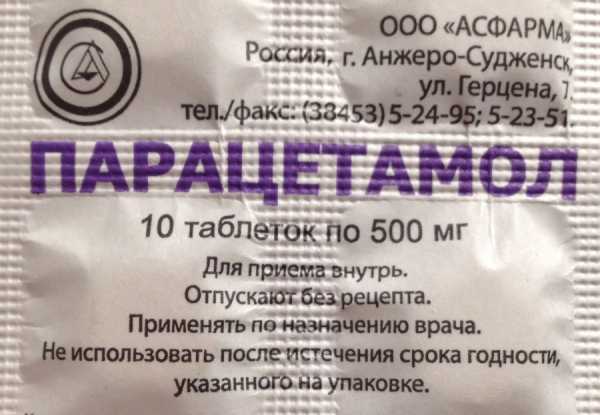 ООО «АСФАРМА»
Россия, г. Анжеро-Судженск,
ул. Герцена, 7.
тел./факс: (38453) 5-24-95; 5-23-51.
ПАРАЦЕТАМОЛ
10 таблеток по 500 мг
Для приема внутрь.
Отпускают без рецепта.
Применять по назначению врача.
Не использовать после истечения срока годности,
указанного на упаковке.